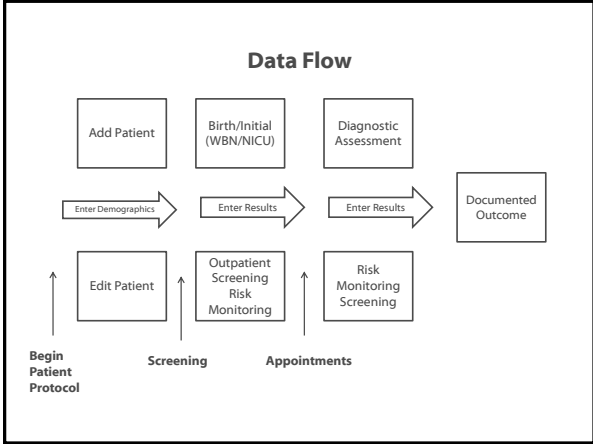 Data Flow
Add Patient
Birth/Initial
(WBN/NICU)
Diagnostic
Assessment
Enter Demographics
Enter Results
Enter Results
Documented
Outcome
Edit Patient
Outpatient
Screening
Risk
Monitoring
Risk
Monitoring
Screening
Begin
Patient
Protocol
Screening
Appointments